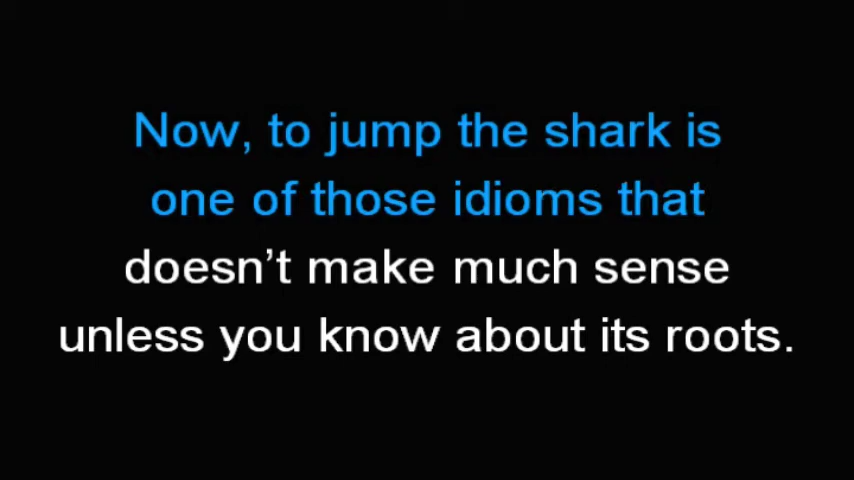 Now, to jump the shark is
one of those idioms that
doesn’t make much sense
unless you know about its roots.